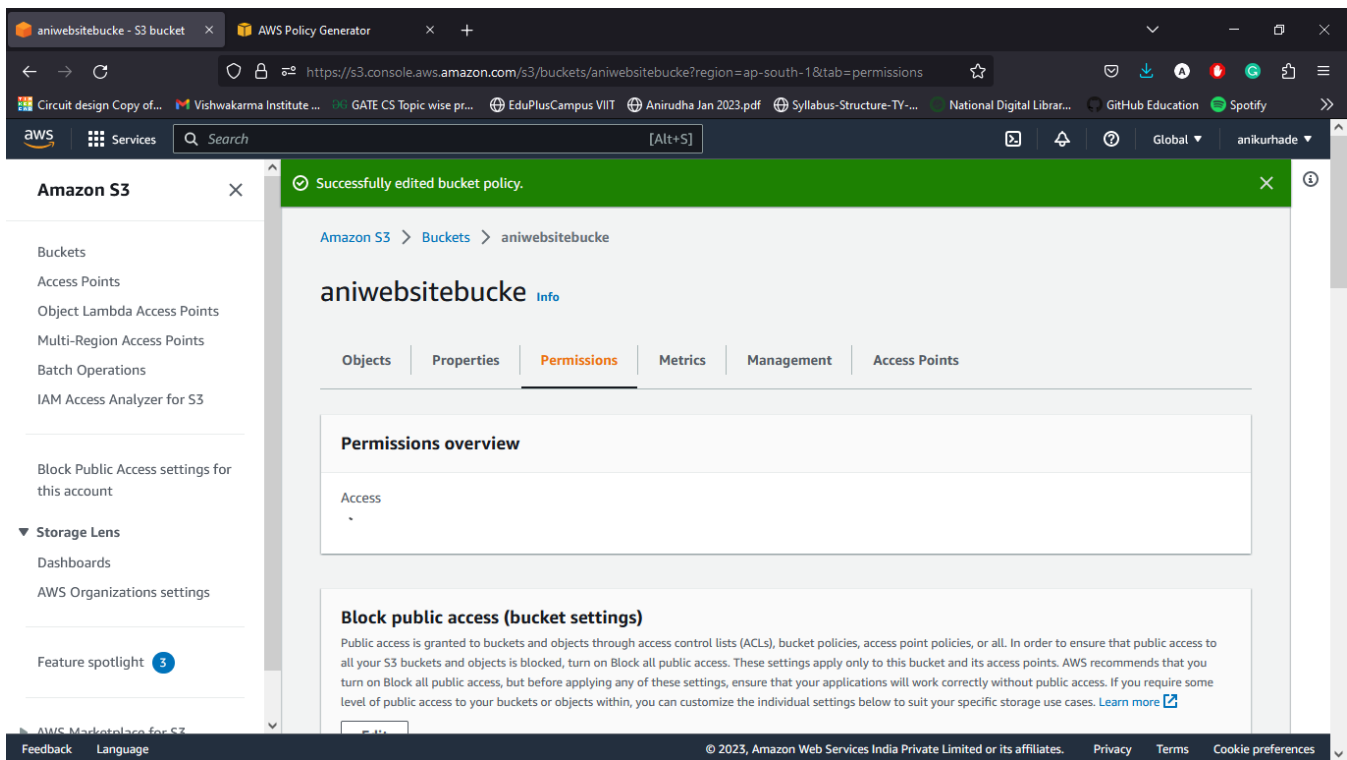 aniwebsitebucke - S3 bucket
AWS Policy Generator
https://s3.console.aws.amazon.com/s3/buckets/aniwebsitebucke?region=ap-south-1&tab=permissions
Circuit design Copy of... Vishwakarma Institute ... GATE CS Topic wise pr... EduPlusCampus VIIT Anirudha Jan 2023.pdf Syllabus-Structure-TY-... National Digital Librar... GitHub Education Spotify
aws Services Search [Alt+S] Global anikurhade
Amazon S3
Buckets
Access Points
Object Lambda Access Points
Multi-Region Access Points
Batch Operations
IAM Access Analyzer for S3
Block Public Access settings for
this account
Storage Lens
Dashboards
AWS Organizations settings
Feature spotlight 3
AWS Marketplace for S3
Successfully edited bucket policy.
Amazon S3 > Buckets > aniwebsitebucke
aniwebsitebucke Info
Objects Properties Permissions Metrics Management Access Points
Permissions overview
Access
Block public access (bucket settings)
Public access is granted to buckets and objects through access control lists (ACLs), bucket policies, access point policies, or all. In order to ensure that public access to
all your S3 buckets and objects is blocked, turn on Block all public access. These settings apply only to this bucket and its access points. AWS recommends that you
turn on Block all public access, but before applying any of these settings, ensure that your applications will work correctly without public access. If you require some
level of public access to your buckets or objects within, you can customize the individual settings below to suit your specific storage use cases. Learn more
Edit
Feedback Language © 2023, Amazon Web Services India Private Limited or its affiliates. Privacy Terms Cookie preferences